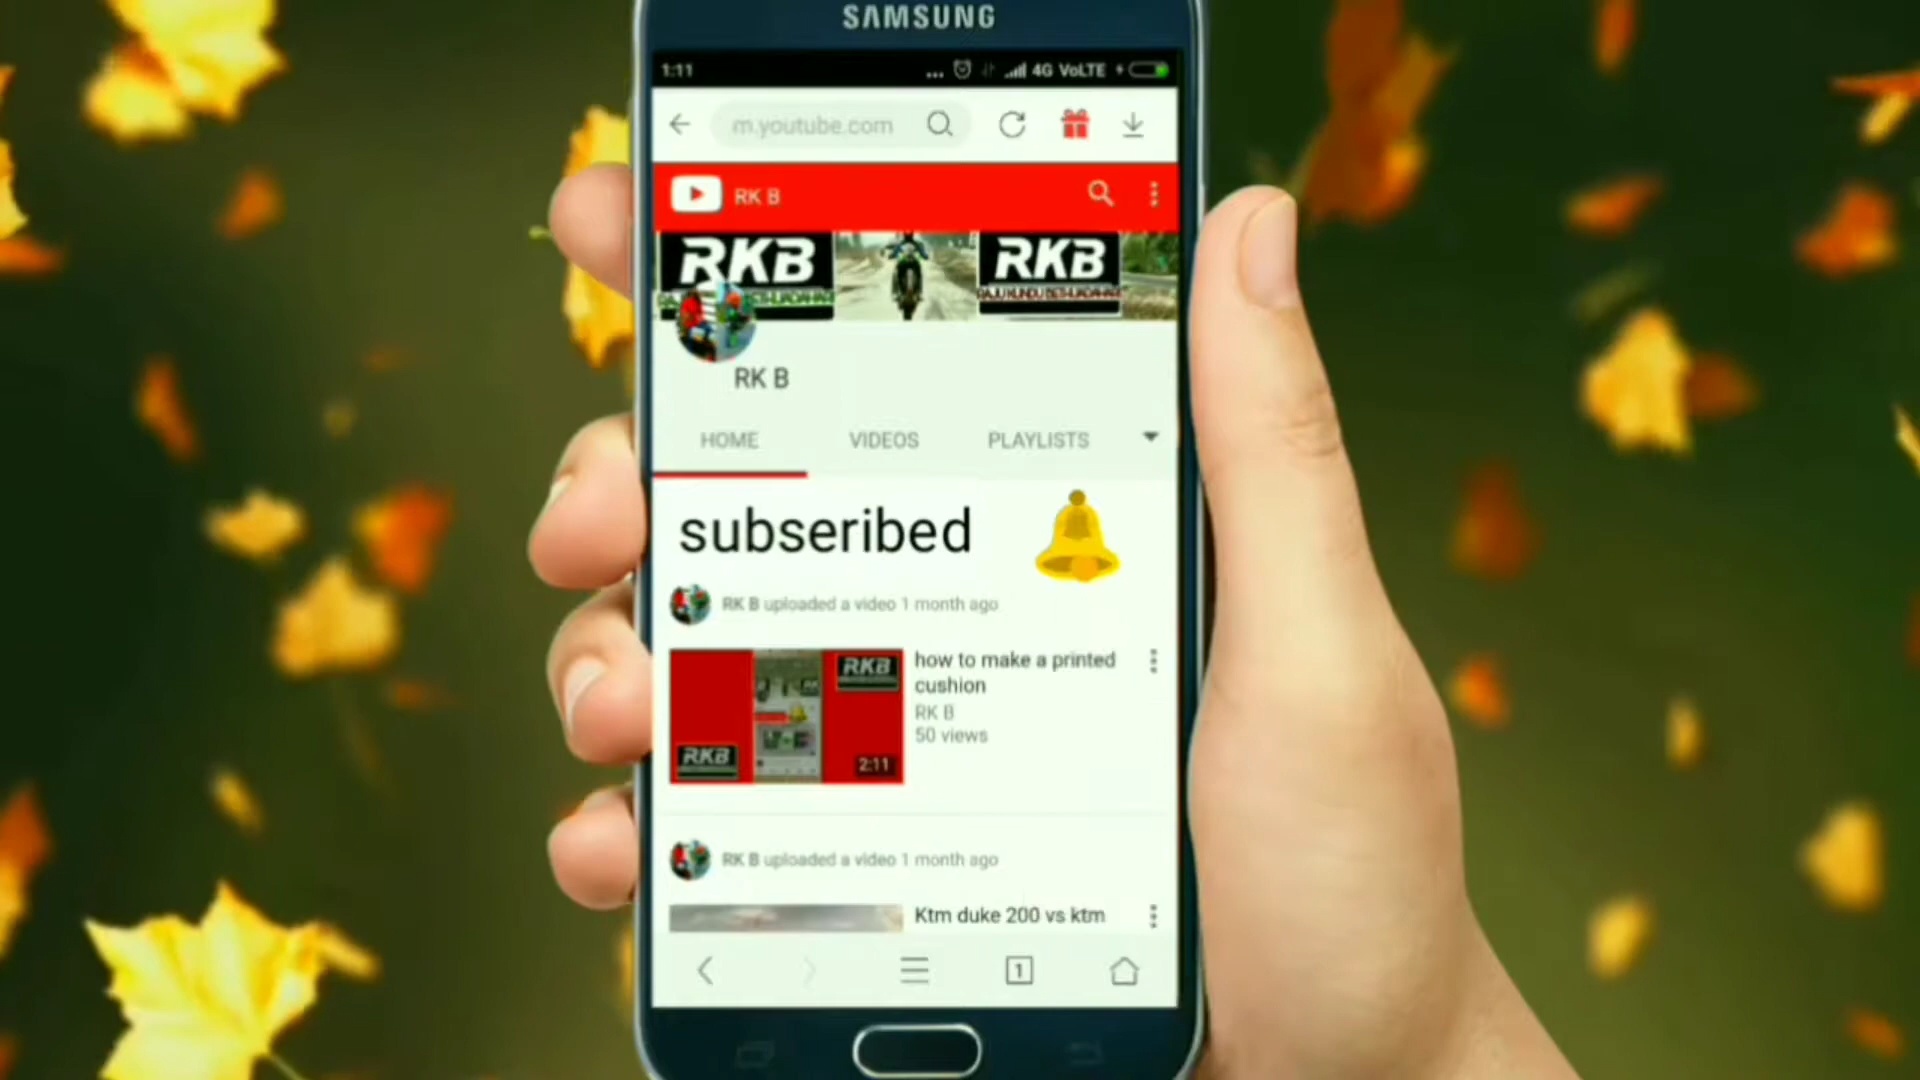 SAMSUNG
1:11
4G VoLTE
m.youtube.com
RK B
RKB
RKB
RK B
HOME VIDEOS PLAYLISTS
subseribed
RK B uploaded a video 1 month ago
how to make a printed
cushion
RK B
50 views
RKB
RKB
2:11
RK B uploaded a video 1 month ago
Ktm duke 200 vs ktm
1